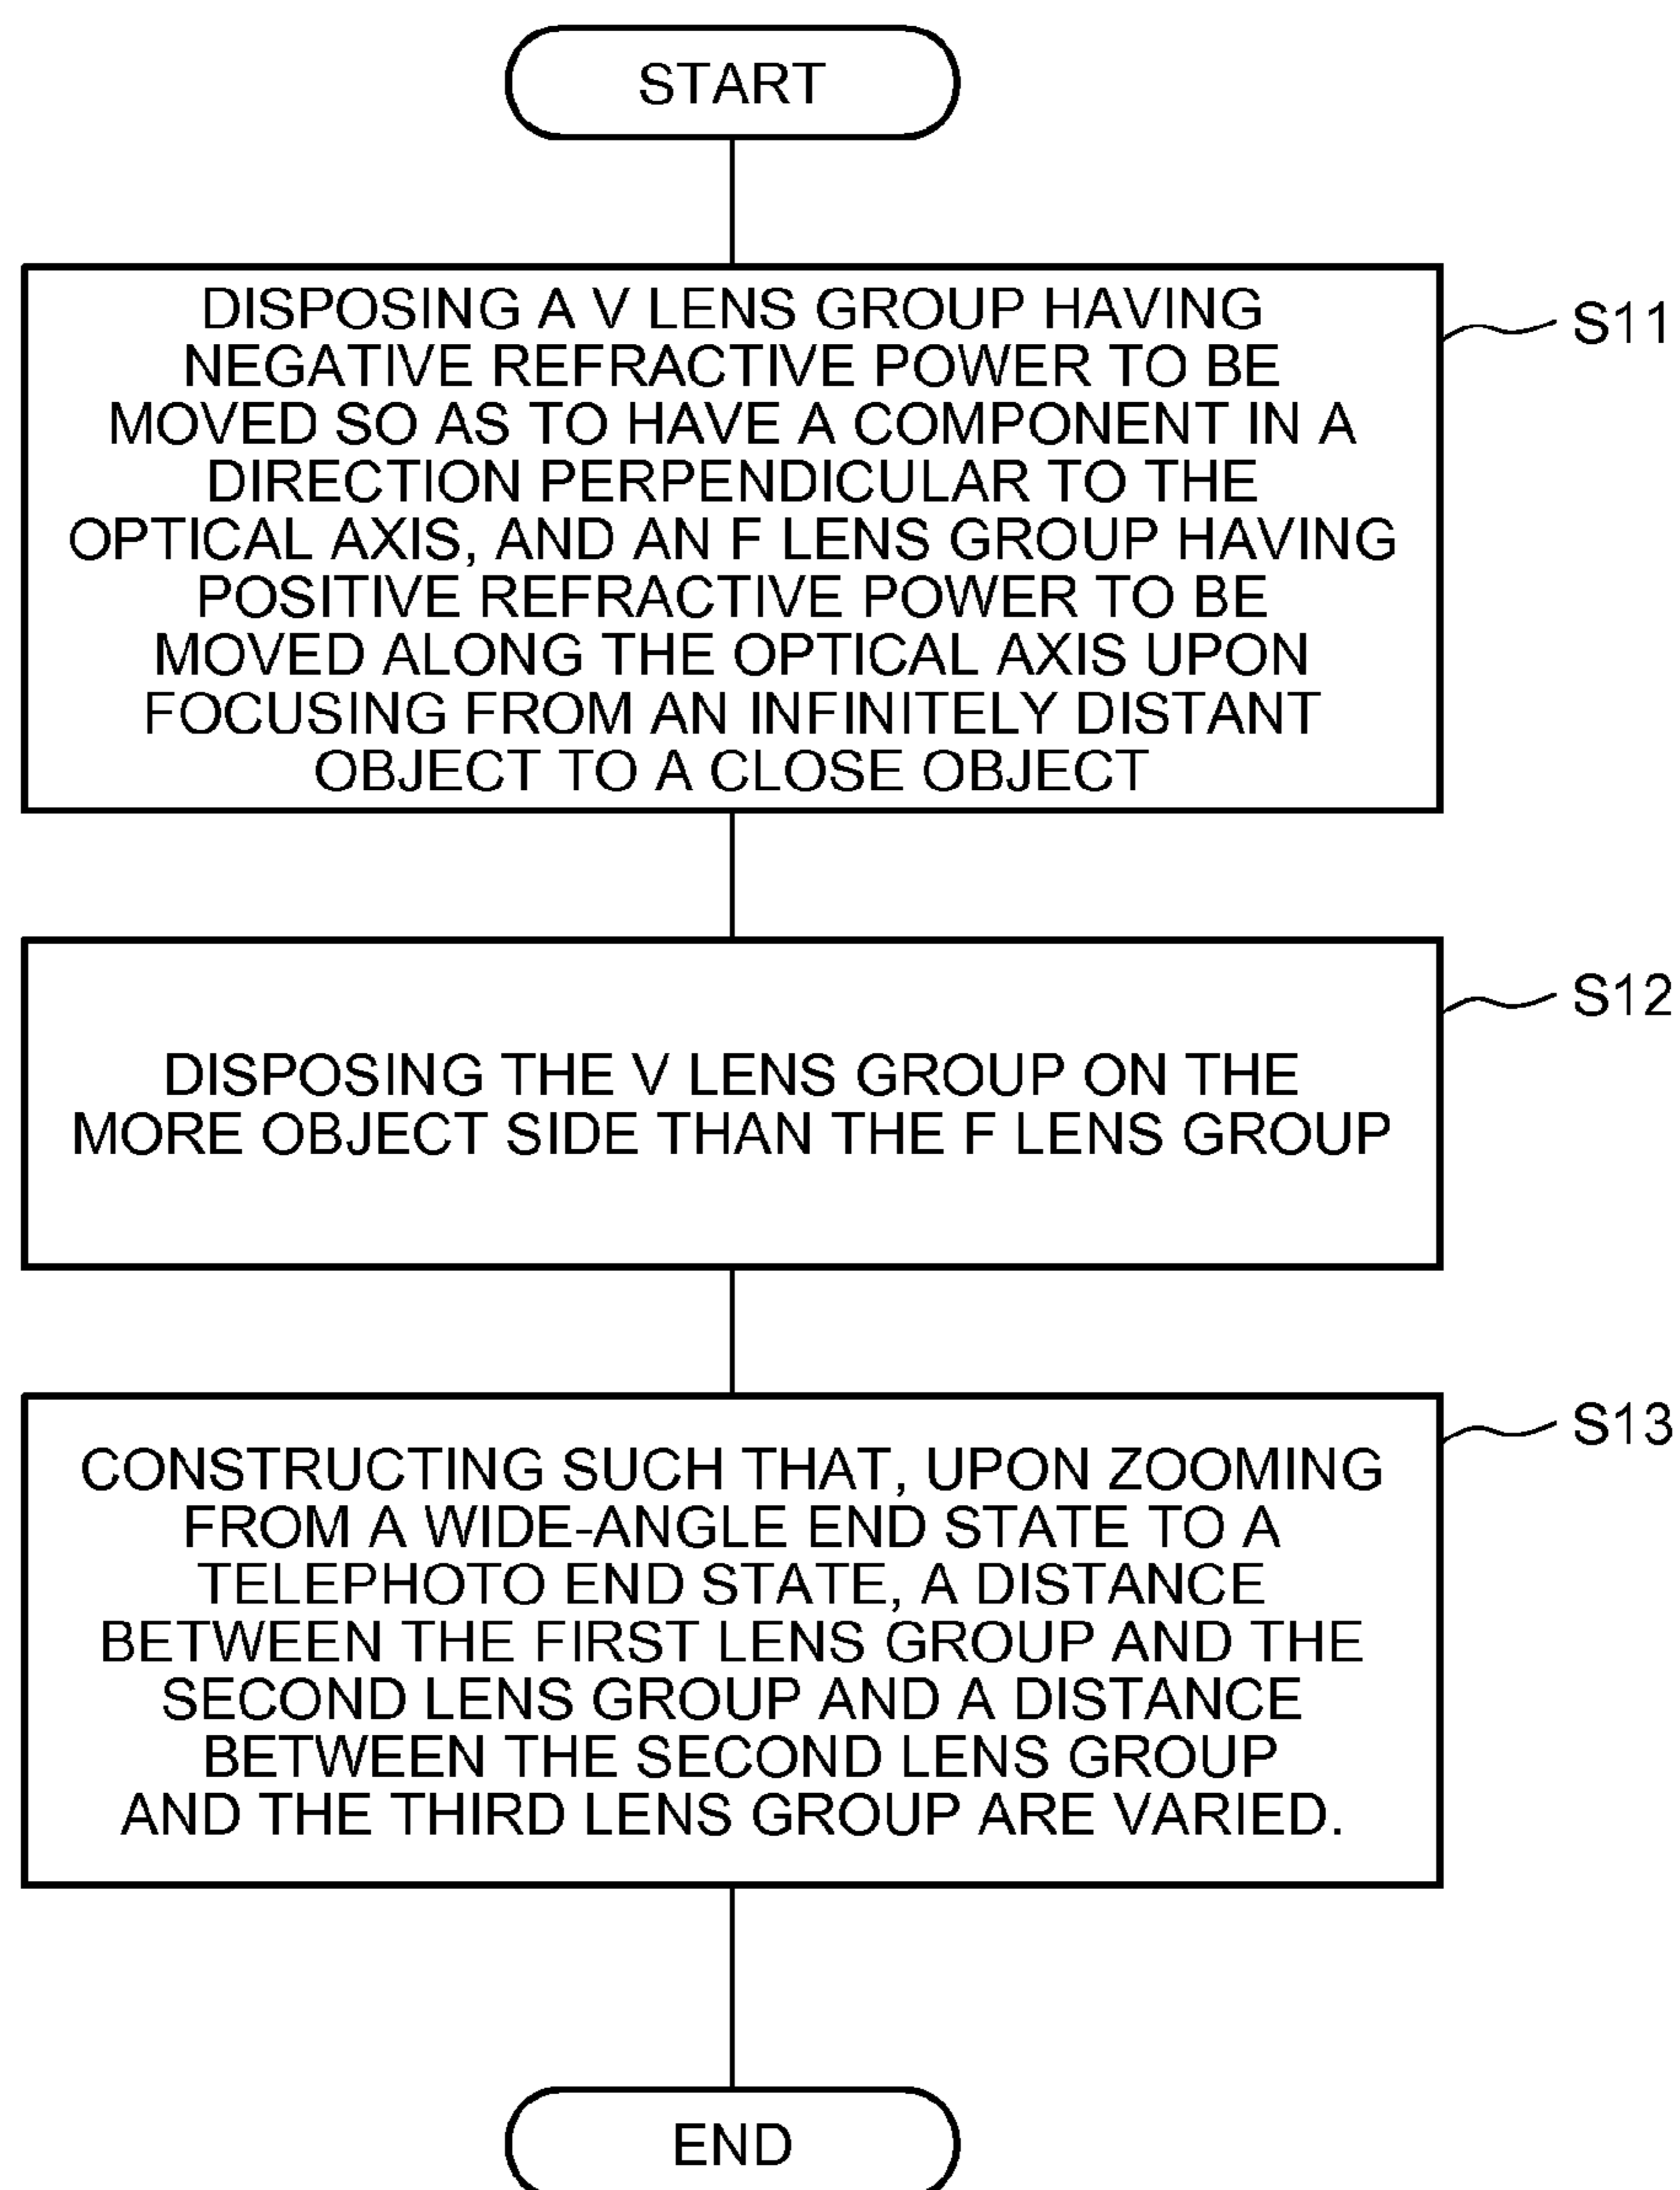 START
DISPOSING A V LENS GROUP HAVING
NEGATIVE REFRACTIVE POWER TO BE
MOVED SO AS TO HAVE A COMPONENT IN A
DIRECTION PERPENDICULAR TO THE
OPTICAL AXIS, AND AN F LENS GROUP HAVING
POSITIVE REFRACTIVE POWER TO BE
MOVED ALONG THE OPTICAL AXIS UPON
FOCUSING FROM AN INFINITELY DISTANT
OBJECT TO A CLOSE OBJECT
S11
DISPOSING THE V LENS GROUP ON THE
MORE OBJECT SIDE THAN THE F LENS GROUP
S12
CONSTRUCTING SUCH THAT, UPON ZOOMING
FROM A WIDE-ANGLE END STATE TO A
TELEPHOTO END STATE, A DISTANCE
BETWEEN THE FIRST LENS GROUP AND THE
SECOND LENS GROUP AND A DISTANCE
BETWEEN THE SECOND LENS GROUP
AND THE THIRD LENS GROUP ARE VARIED.
S13
END